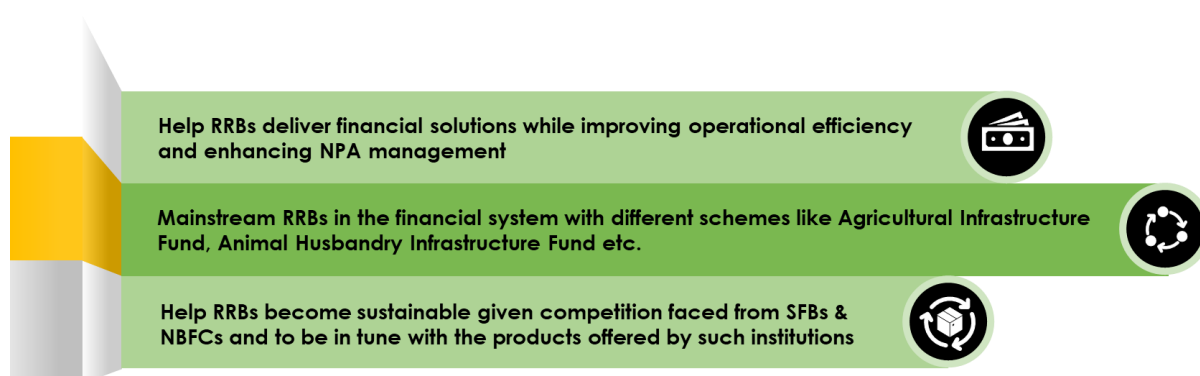 Help RRBs deliver financial solutions while improving operational efficiency
and enhancing NPA management
Mainstream RRBs in the financial system with different schemes like Agricultural Infrastructure
Fund, Animal Husbandry Infrastructure Fund etc.
Help RRBs become sustainable given competition faced from SFBs &
NBFCs and to be in tune with the products offered by such institutions